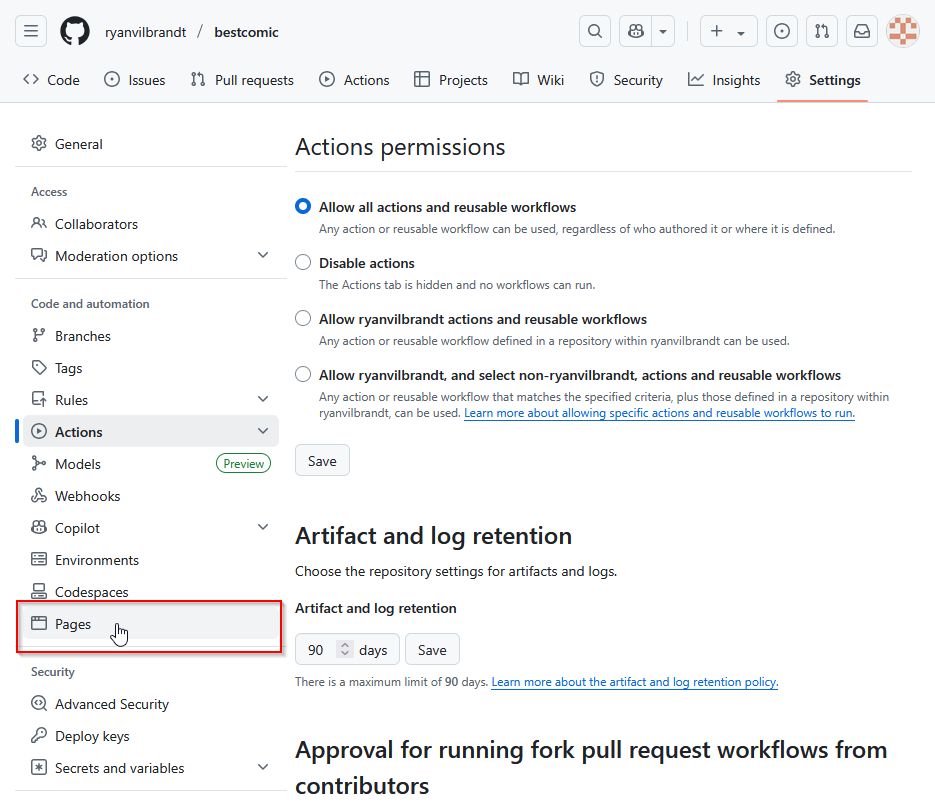 ryanvilbrandt / bestcomic
Code Issues Pull requests Actions Projects Wiki Security Insights Settings
General
Access
Collaborators
Moderation options
Code and automation
Branches
Tags
Rules
Actions
Models Preview
Webhooks
Copilot
Environments
Codespaces
Pages
Security
Advanced Security
Deploy keys
Secrets and variables
Actions permissions
Allow all actions and reusable workflows
Any action or reusable workflow can be used, regardless of who authored it or where it is defined.
Disable actions
The Actions tab is hidden and no workflows can run.
Allow ryanvilbrandt actions and reusable workflows
Any action or reusable workflow defined in a repository within ryanvilbrandt can be used.
Allow ryanvilbrandt, and select non-ryanvilbrandt, actions and reusable workflows
Any action or reusable workflow that matches the specified criteria, plus those defined in a repository within
ryanvilbrandt, can be used. Learn more about allowing specific actions and reusable workflows to run.
Save
Artifact and log retention
Choose the repository settings for artifacts and logs.
Artifact and log retention
90 days Save
There is a maximum limit of 90 days. Learn more about the artifact and log retention policy.
Approval for running fork pull request workflows from
contributors